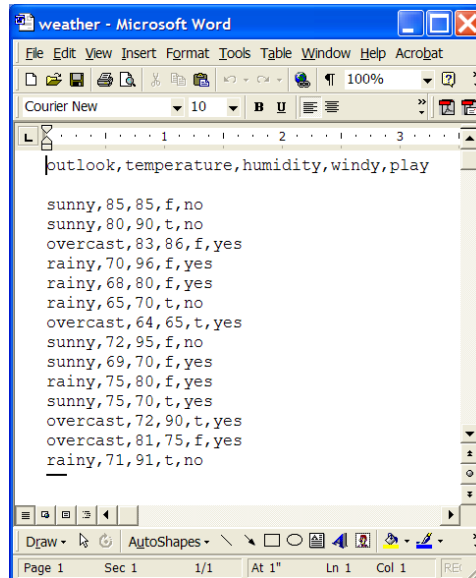 weather - Microsoft Word
File Edit View Insert Format Tools Table Window Help Acrobat
100%
Courier New 10 B U
1 2 3
outlook,temperature,humidity,windy,play
sunny,85,85,f,no
sunny,80,90,t,no
overcast,83,86,f,yes
rainy,70,96,f,yes
rainy,68,80,f,yes
rainy,65,70,t,no
overcast,64,65,t,yes
sunny,72,95,f,no
sunny,69,70,f,yes
rainy,75,80,f,yes
sunny,75,70,t,yes
overcast,72,90,t,yes
overcast,81,75,f,yes
rainy,71,91,t,no
Draw AutoShapes
Page 1 Sec 1 1/1 At 1" Ln 1 Col 1 REC